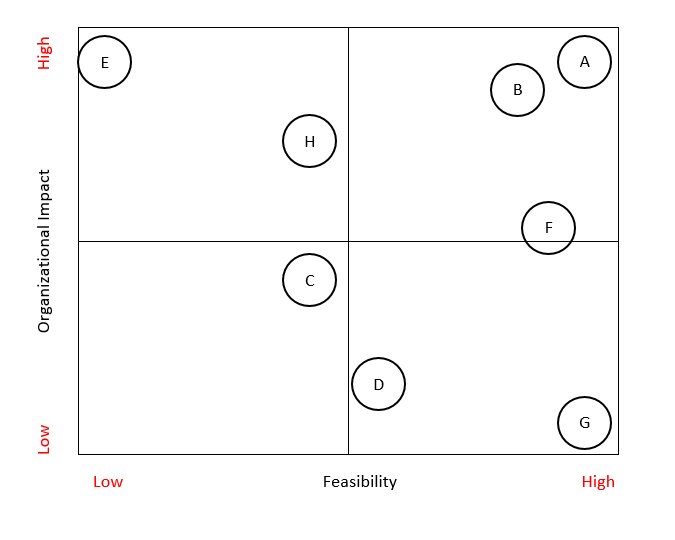 High
E
A
B
H
Organizational Impact
F
C
D
G
Low
Low
Feasibility
High